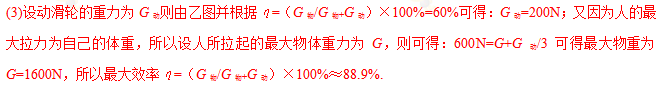 (3)设动滑轮的重力为 G动则由乙图并根据 η=（G物/G物+G动）×100%=60%可得：G动=200N；又因为人的最
大拉力为自己的体重，所以设人所拉起的最大物体重力为 G，则可得：600N=G+G 动/3 可得最大物重为
G=1600N，所以最大效率 η=（G物/G物+G动）×100%≈88.9%.